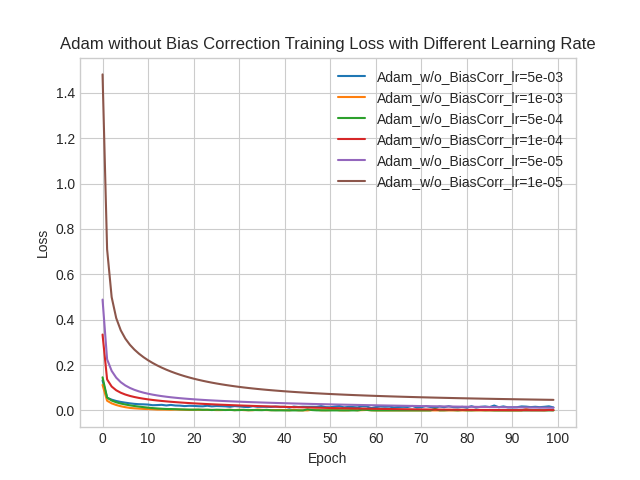 Adam without Bias Correction Training Loss with Different Learning Rate
Adam_w/o_BiasCorr_lr=5e-03
Adam_w/o_BiasCorr_lr=1e-03
Adam_w/o_BiasCorr_lr=5e-04
Adam_w/o_BiasCorr_lr=1e-04
Adam_w/o_BiasCorr_lr=5e-05
Adam_w/o_BiasCorr_lr=1e-05
1.4
1.2
1.0
0.8
0.6
0.4
0.2
0.0
Loss
0 10 20 30 40 50 60 70 80 90 100
Epoch